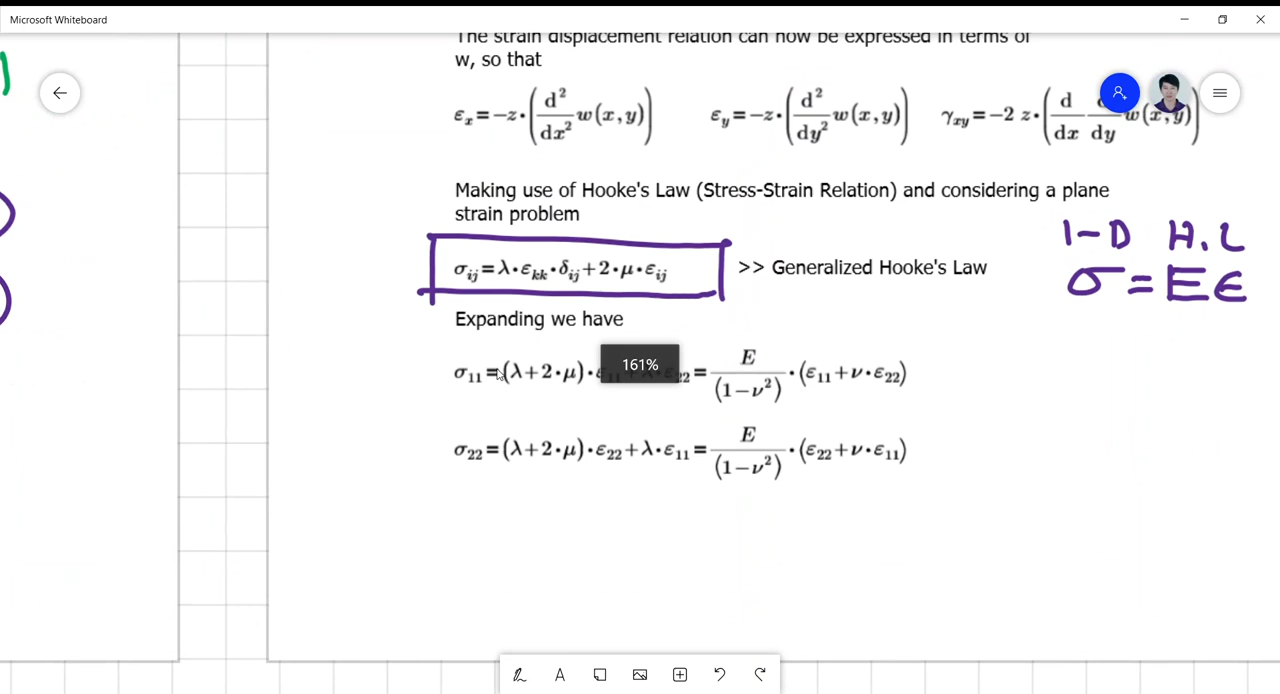 Microsoft Whiteboard
The strain displacement relation can now be expressed in terms of
w, so that
εx=-z·(d²/dx² w(x,y)) εy=-z·(d²/dy² w(x,y)) γxy=-2 z·(d/dx d/dy w(x,y))
Making use of Hooke's Law (Stress-Strain Relation) and considering a plane
strain problem
1-D H.L
σij=λ·εkk·δij+2·μ·εij >> Generalized Hooke's Law
σ=Eϵ
Expanding we have
161%
σ11=(λ+2·μ)· 22=E/(1-ν²)·(ε11+ν·ε22)
σ22=(λ+2·μ)·ε22+λ·ε11=E/(1-ν²)·(ε22+ν·ε11)
A